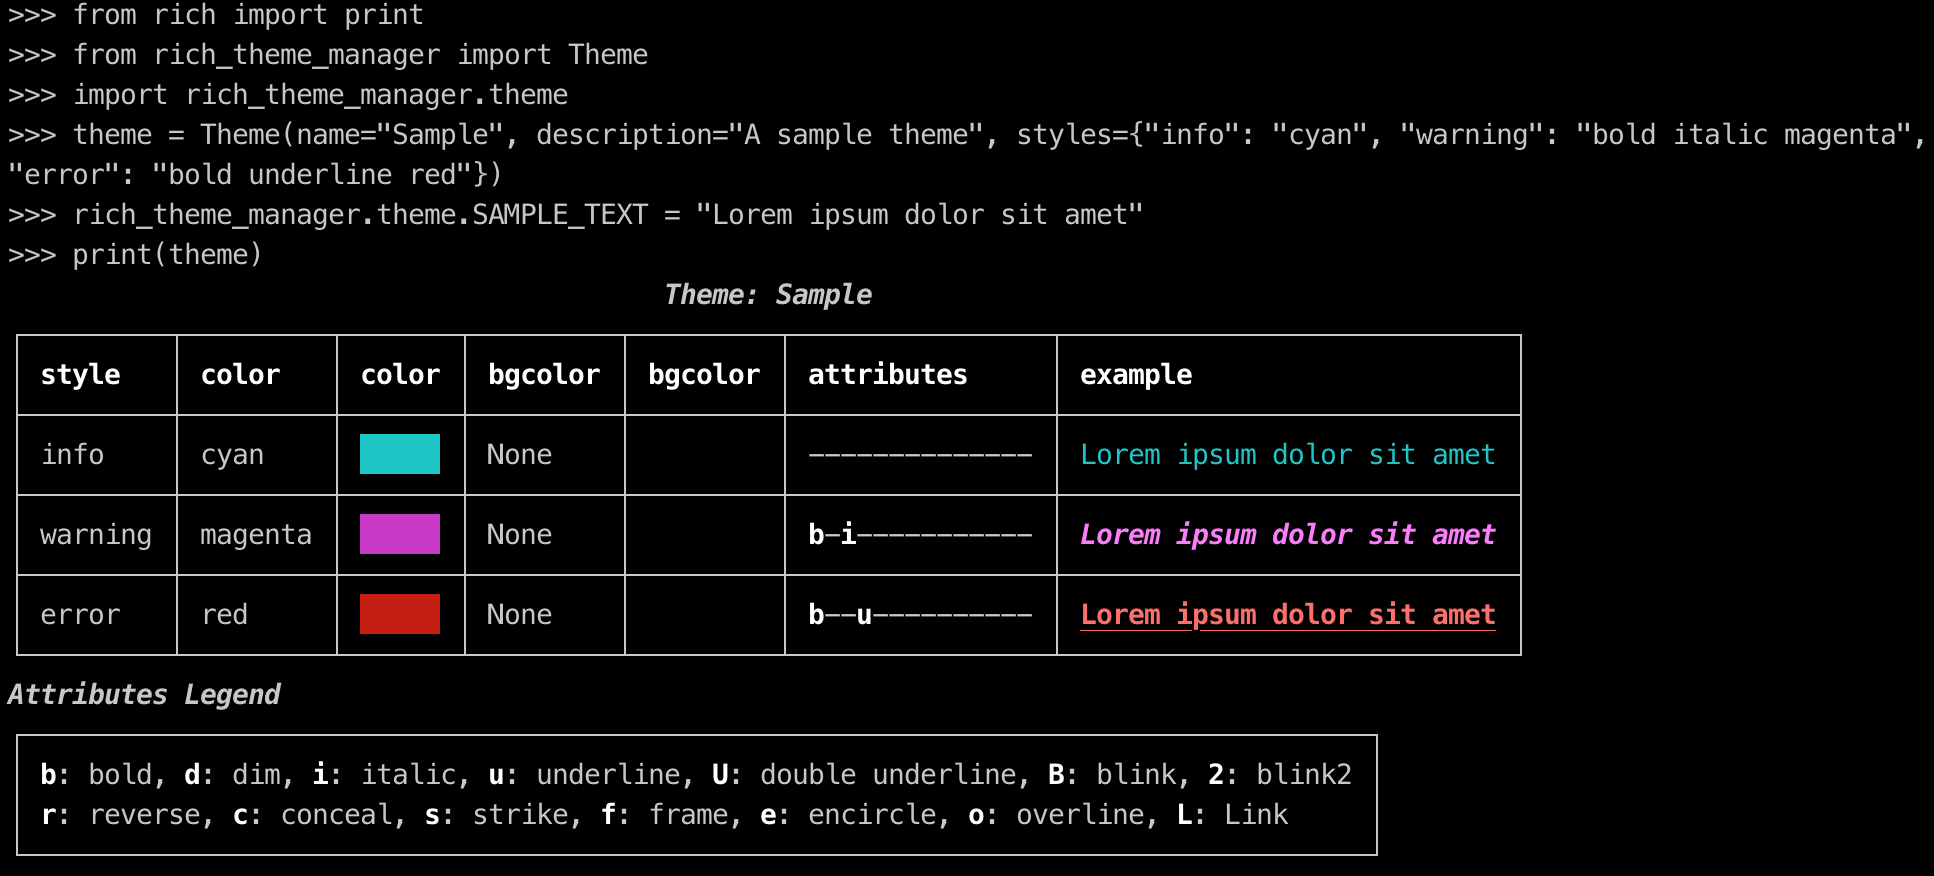 >>> from rich import print
>>> from rich_theme_manager import Theme
>>> import rich_theme_manager.theme
>>> theme = Theme(name="Sample", description="A sample theme", styles={"info": "cyan", "warning": "bold italic magenta",
"error": "bold underline red"})
>>> rich_theme_manager.theme.SAMPLE_TEXT = "Lorem ipsum dolor sit amet"
>>> print(theme)
Theme: Sample
style color color bgcolor bgcolor attributes example
info cyan None –––––––––––––– Lorem ipsum dolor sit amet
warning magenta None b–i––––––––––– Lorem ipsum dolor sit amet
error red None b––u–––––––––– Lorem ipsum dolor sit amet
Attributes Legend
b: bold, d: dim, i: italic, u: underline, U: double underline, B: blink, 2: blink2
r: reverse, c: conceal, s: strike, f: frame, e: encircle, o: overline, L: Link